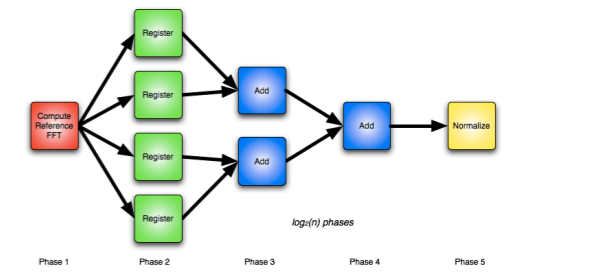 Register
Register
Compute
Reference
FFT
Register
Register
Add
Add
Add
Normalize
log2(n) phases
Phase 1
Phase 2
Phase 3
Phase 4
Phase 5